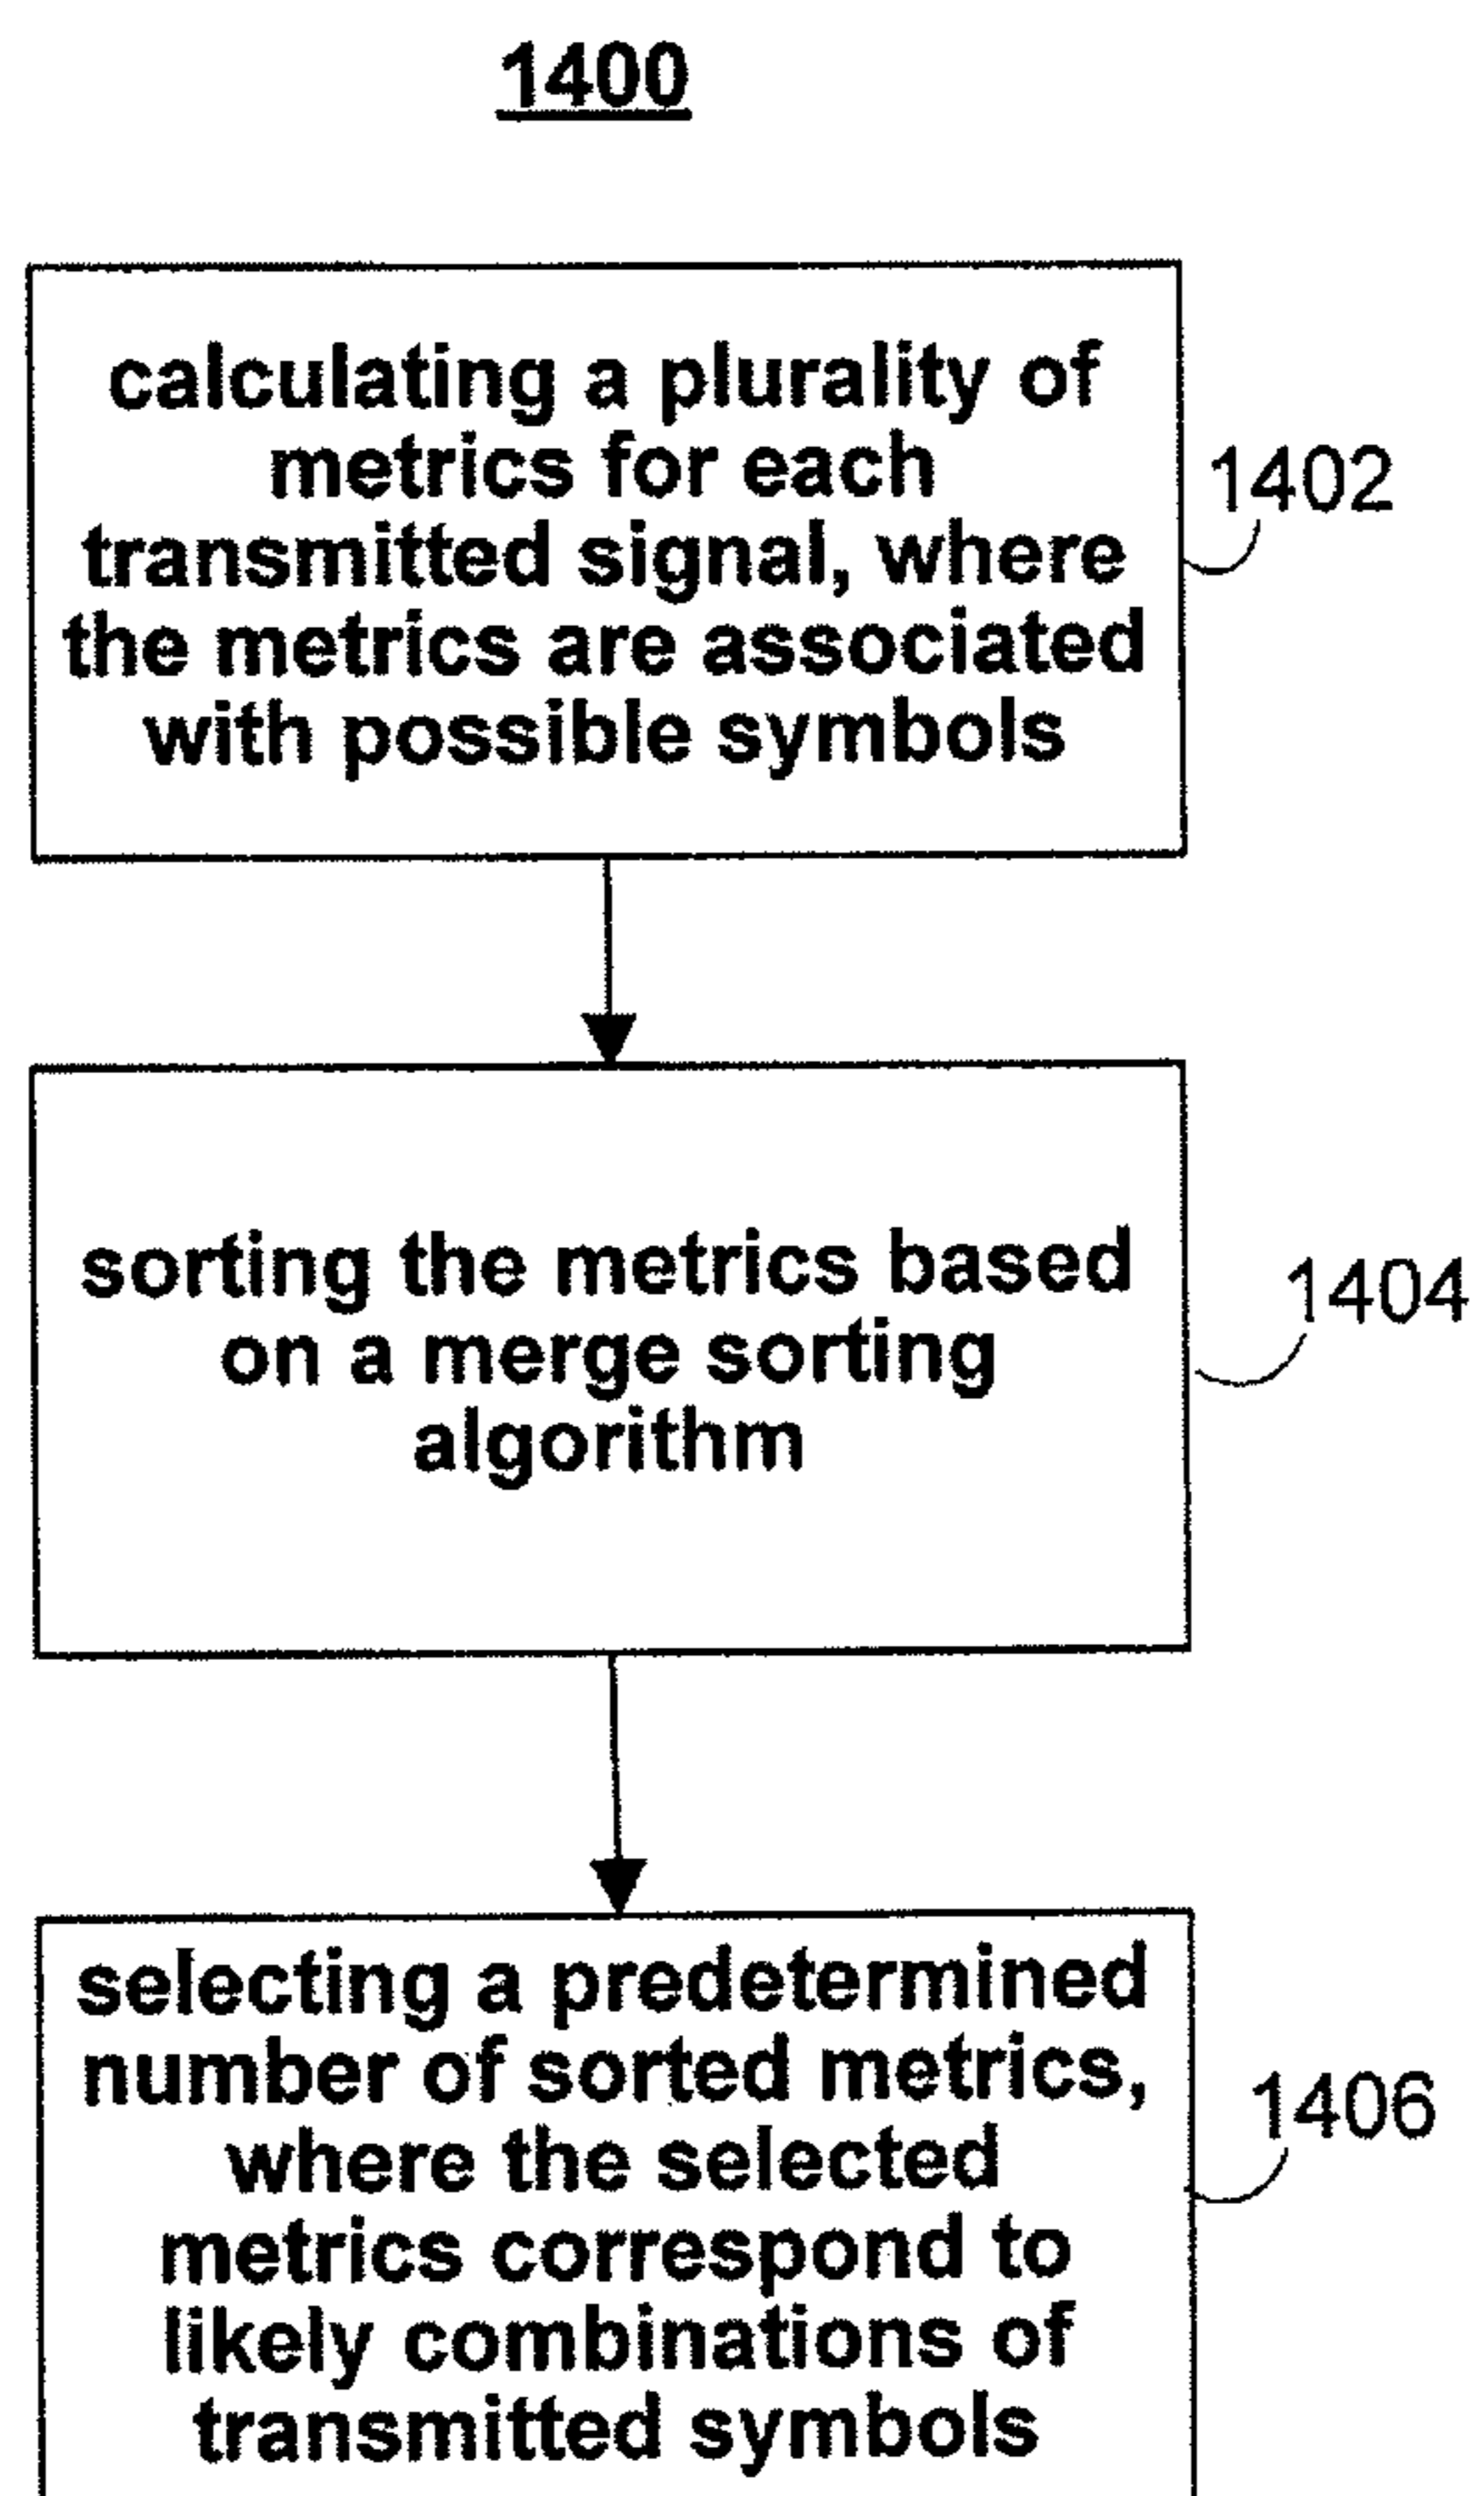 1400
calculating a plurality of
metrics for each
transmitted signal, where
the metrics are associated
with possible symbols
1402
sorting the metrics based
on a merge sorting
algorithm
1404
selecting a predetermined
number of sorted metrics,
where the selected
metrics correspond to
likely combinations of
transmitted symbols
1406